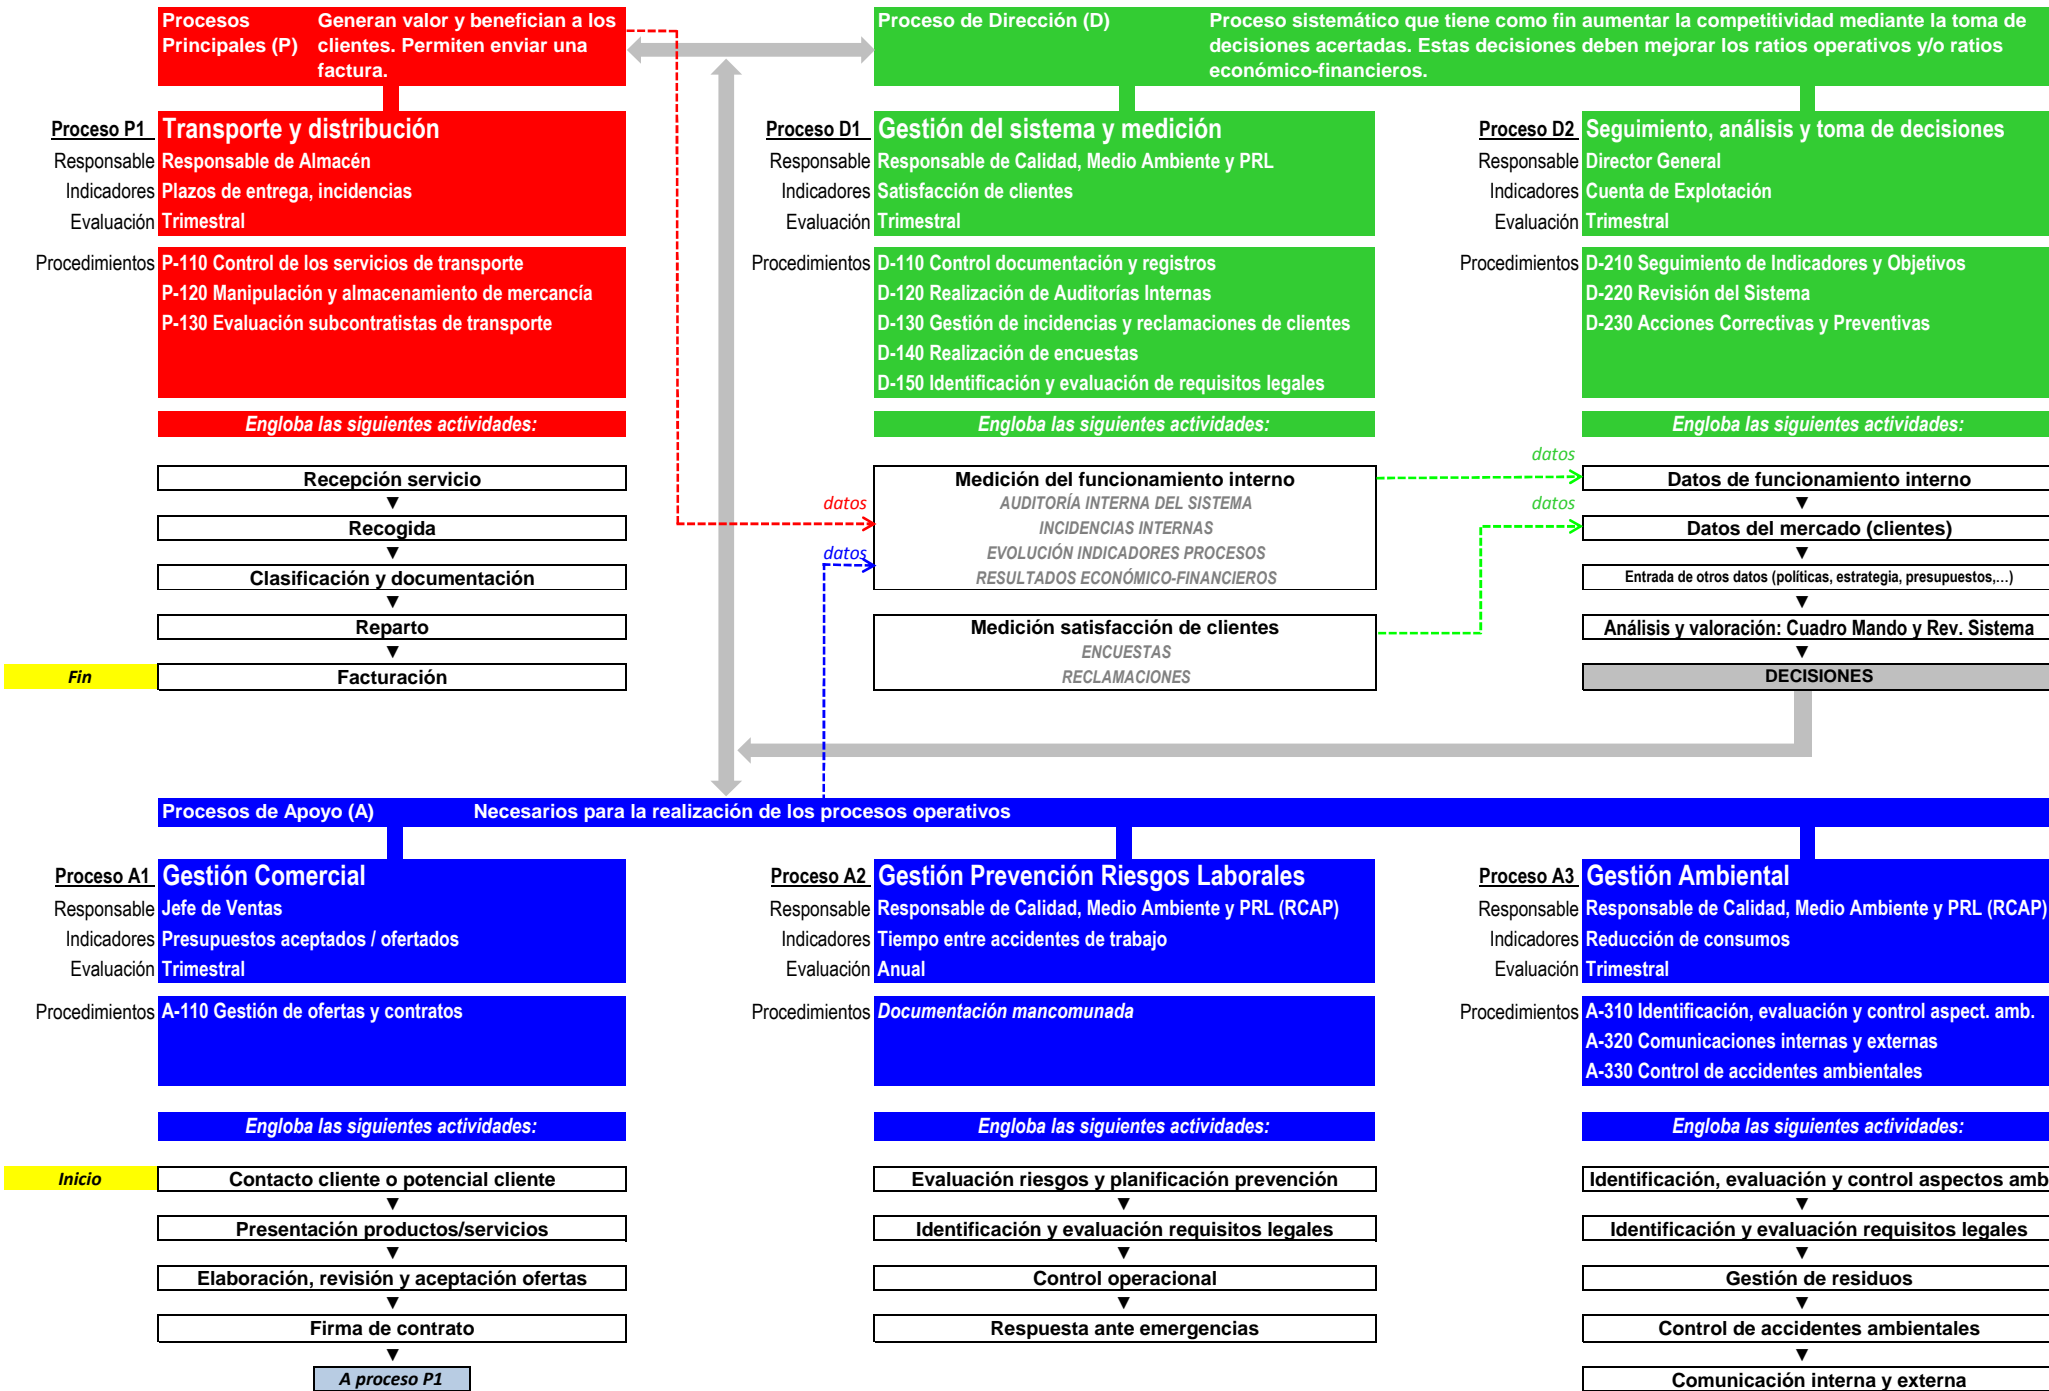 Procesos Principales (P)
Generan valor y benefician a los
clientes. Permiten enviar una
factura.
Proceso de Dirección (D)
Proceso sistemático que tiene como fin aumentar la competitividad mediante la toma de
decisiones acertadas. Estas decisiones deben mejorar los ratios operativos y/o ratios
económico-financieros.
Proceso P1 Transporte y distribución
Responsable Responsable de Almacén
Indicadores Plazos de entrega, incidencias
Evaluación Trimestral
Procedimientos P-110 Control de los servicios de transporte
P-120 Manipulación y almacenamiento de mercancía
P-130 Evaluación subcontratistas de transporte
Engloba las siguientes actividades:
Recepción servicio
▼
Recogida
▼
Clasificación y documentación
▼
Reparto
▼
Fin Facturación
Proceso D1 Gestión del sistema y medición
Responsable Responsable de Calidad, Medio Ambiente y PRL
Indicadores Satisfacción de clientes
Evaluación Trimestral
Procedimientos D-110 Control documentación y registros
D-120 Realización de Auditorías Internas
D-130 Gestión de incidencias y reclamaciones de clientes
D-140 Realización de encuestas
D-150 Identificación y evaluación de requisitos legales
Engloba las siguientes actividades:
datos
datos
Medición del funcionamiento interno
AUDITORÍA INTERNA DEL SISTEMA
INCIDENCIAS INTERNAS
EVOLUCIÓN INDICADORES PROCESOS
RESULTADOS ECONÓMICO-FINANCIEROS
Medición satisfacción de clientes
ENCUESTAS
RECLAMACIONES
Proceso D2 Seguimiento, análisis y toma de decisiones
Responsable Director General
Indicadores Cuenta de Explotación
Evaluación Trimestral
Procedimientos D-210 Seguimiento de Indicadores y Objetivos
D-220 Revisión del Sistema
D-230 Acciones Correctivas y Preventivas
Engloba las siguientes actividades:
datos
datos
Datos de funcionamiento interno
▼
Datos del mercado (clientes)
▼
Entrada de otros datos (políticas, estrategia, presupuestos,...)
▼
Análisis y valoración: Cuadro Mando y Rev. Sistema
▼
DECISIONES
Procesos de Apoyo (A) Necesarios para la realización de los procesos operativos
Proceso A1 Gestión Comercial
Responsable Jefe de Ventas
Indicadores Presupuestos aceptados / ofertados
Evaluación Trimestral
Procedimientos A-110 Gestión de ofertas y contratos
Engloba las siguientes actividades:
Inicio Contacto cliente o potencial cliente
▼
Presentación productos/servicios
▼
Elaboración, revisión y aceptación ofertas
▼
Firma de contrato
▼
A proceso P1
Proceso A2 Gestión Prevención Riesgos Laborales
Responsable Responsable de Calidad, Medio Ambiente y PRL (RCAP)
Indicadores Tiempo entre accidentes de trabajo
Evaluación Anual
Procedimientos Documentación mancomunada
Engloba las siguientes actividades:
Evaluación riesgos y planificación prevención
▼
Identificación y evaluación requisitos legales
▼
Control operacional
▼
Respuesta ante emergencias
Proceso A3 Gestión Ambiental
Responsable Responsable de Calidad, Medio Ambiente y PRL (RCAP)
Indicadores Reducción de consumos
Evaluación Trimestral
Procedimientos A-310 Identificación, evaluación y control aspect. amb.
A-320 Comunicaciones internas y externas
A-330 Control de accidentes ambientales
Engloba las siguientes actividades:
Identificación, evaluación y control aspectos amb
▼
Identificación y evaluación requisitos legales
▼
Gestión de residuos
▼
Control de accidentes ambientales
▼
Comunicación interna y externa